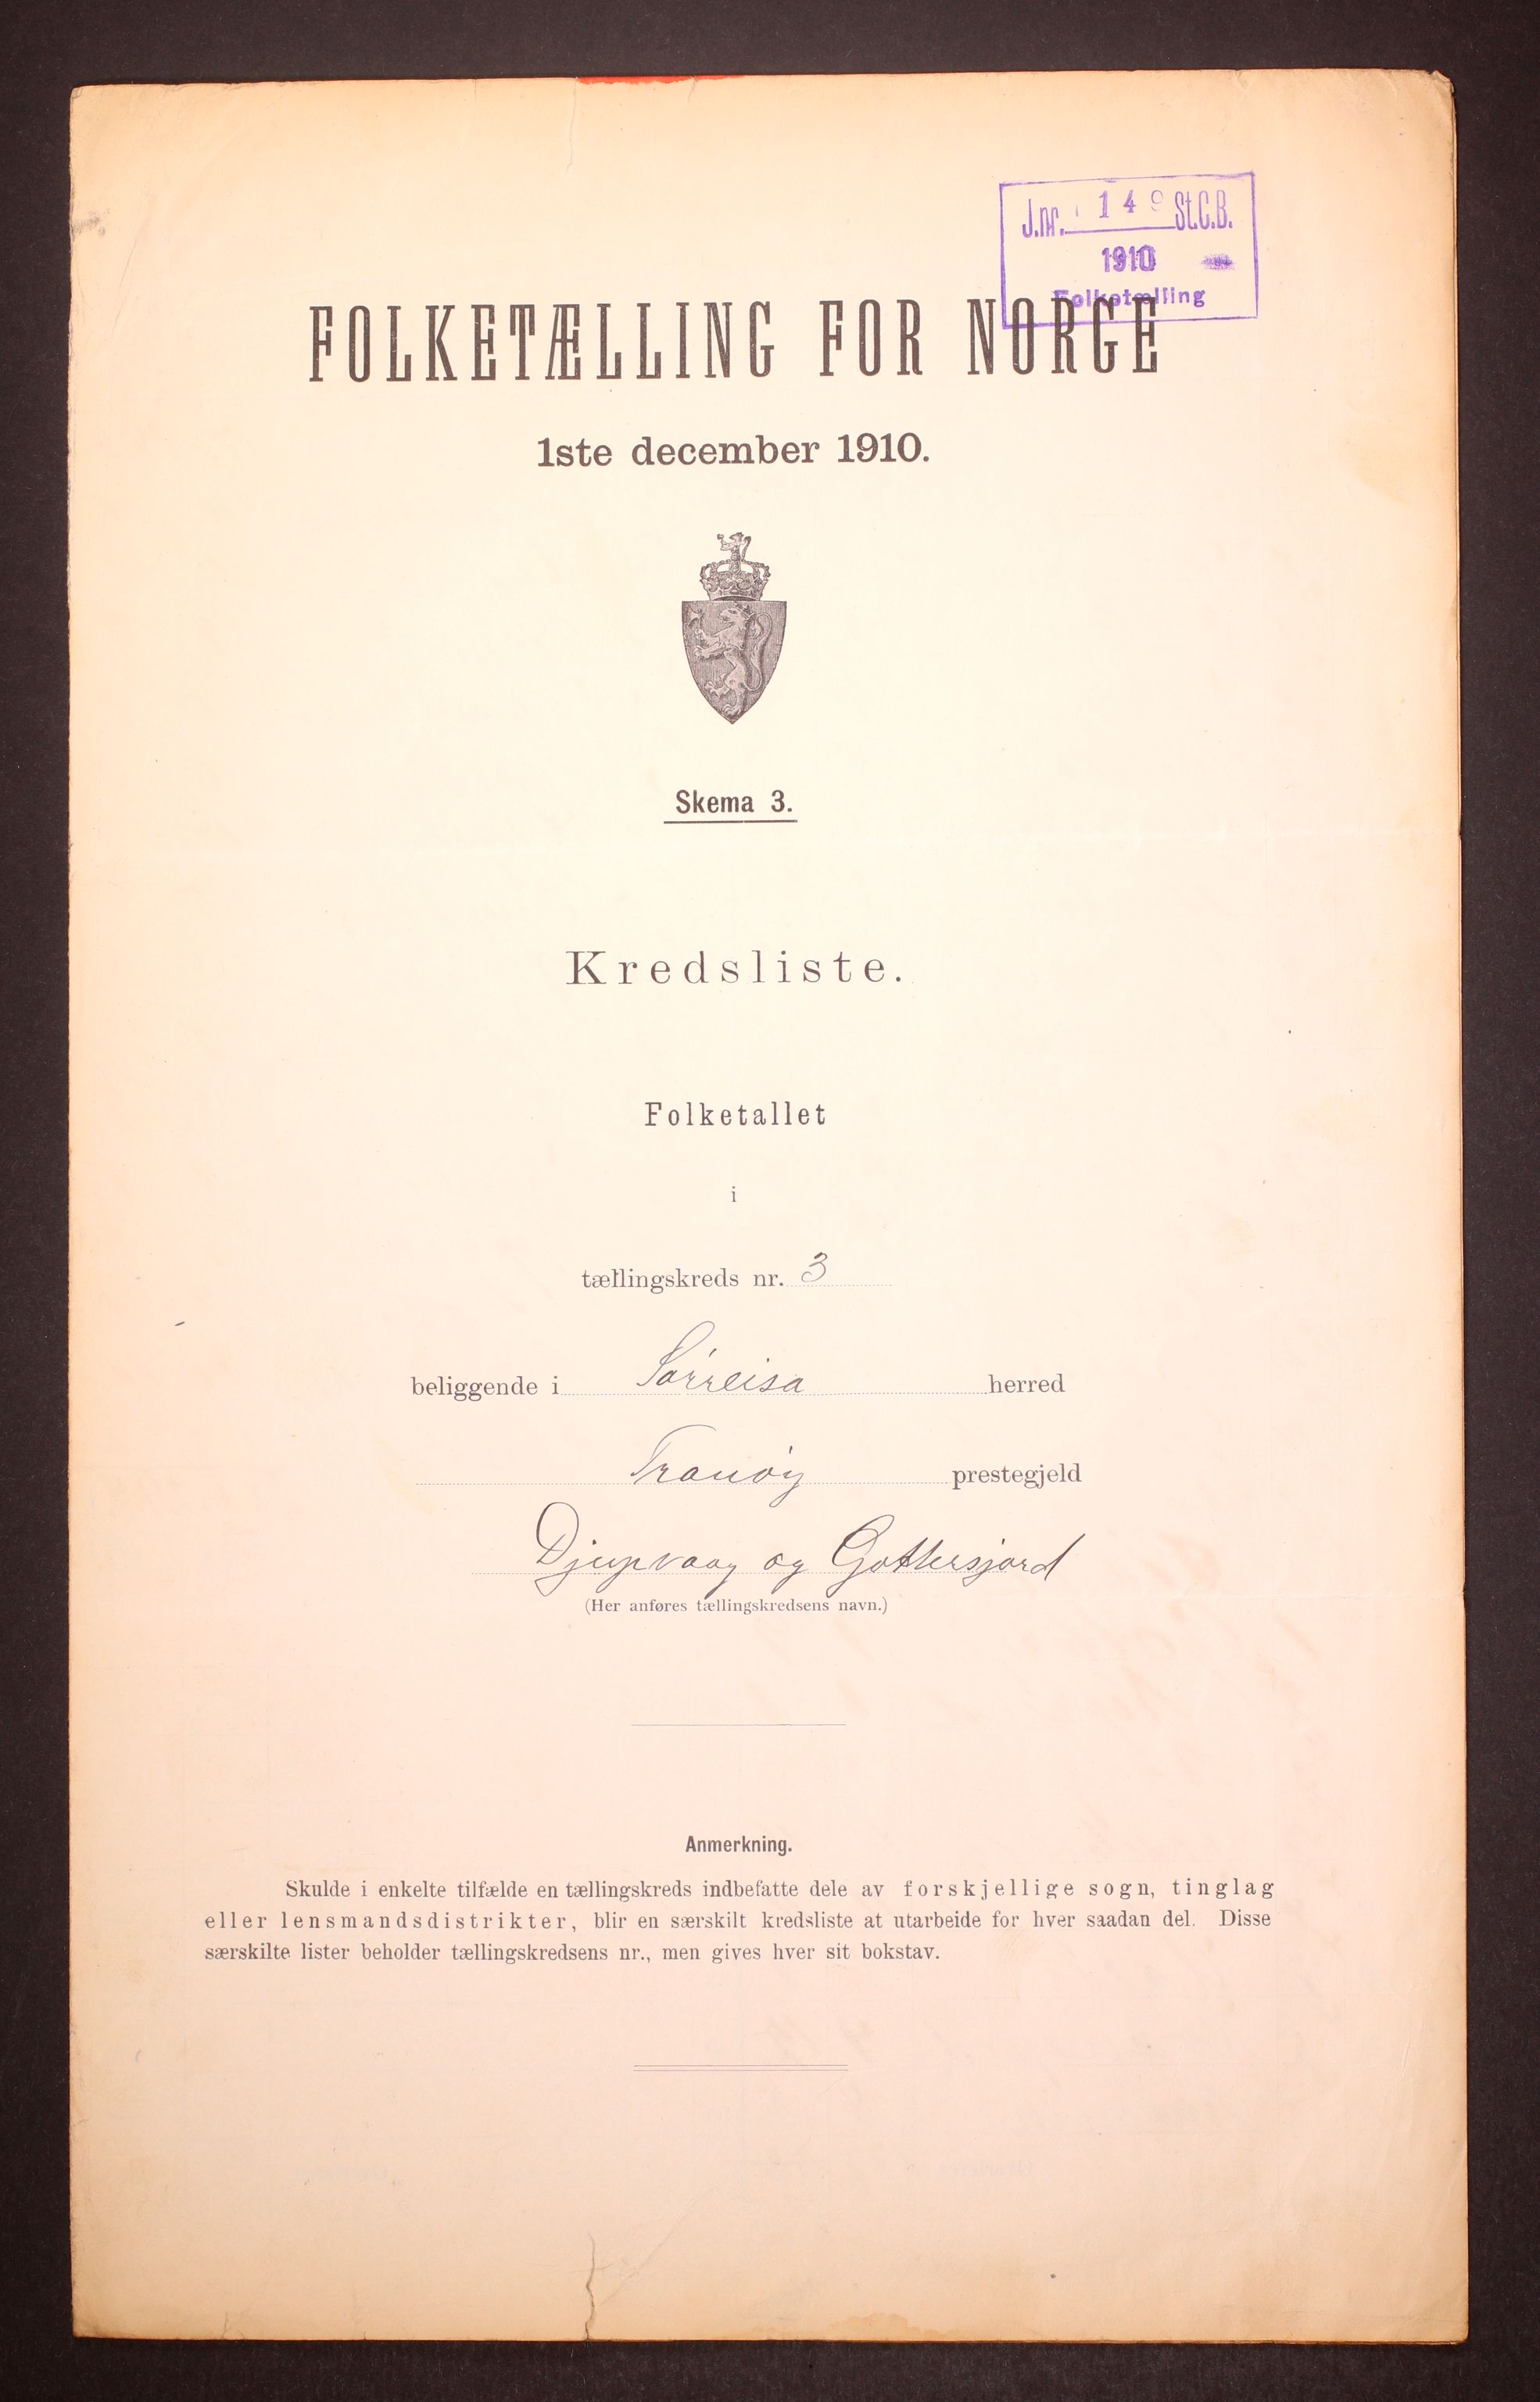 J.nr. 149 St.C.B.
1910
Folketælling
FOLKETÆLLING FOR NORGE
1ste december 1910.
Skema 3.
Kredsliste.
Folketallet
i
tællingskreds nr. 3
beliggende i Sørreisa herred
Tranøy prestegjeld
Djupvaag og Gottersjord
(Her anføres tællingskredsens navn.)
Anmerkning.
Skulde i enkelte tilfælde en tællingskreds indbefatte dele av forskjellige sogn, tinglag
eller lensmandsdistrikter, blir en særskilt kredsliste at utarbeide for hver saadan del. Disse
særskilte lister beholder tællingskredsens nr., men gives hver sit bokstav.